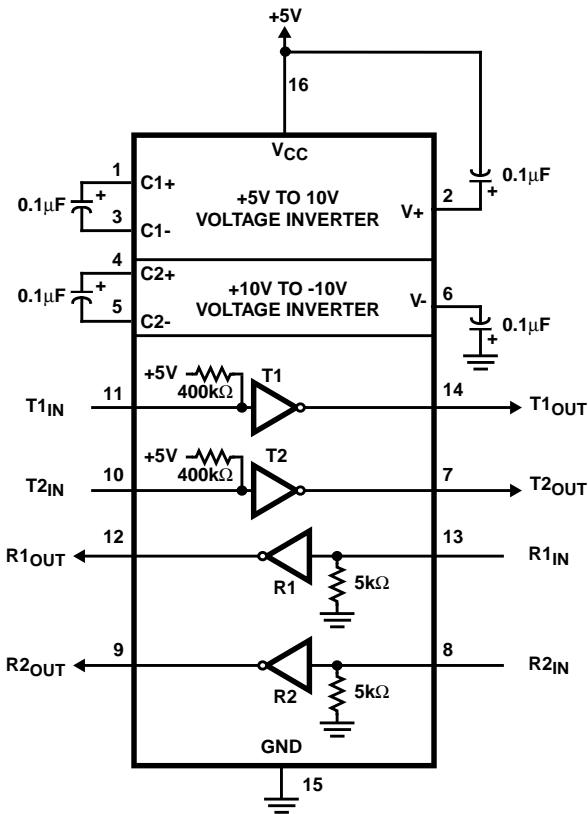 +5V
16
VCC
1
C1+
0.1µF
+
3
C1-
+5V TO 10V
VOLTAGE INVERTER
V+
2
0.1µF
+
4
C2+
0.1µF
+
5
C2-
+10V TO -10V
VOLTAGE INVERTER
V-
6
0.1µF
+
T1IN
11
+5V
400kΩ
T1
14
T1OUT
T2IN
10
+5V
400kΩ
T2
7
T2OUT
R1OUT
12
R1
5kΩ
13
R1IN
R2OUT
9
R2
5kΩ
8
R2IN
GND
15